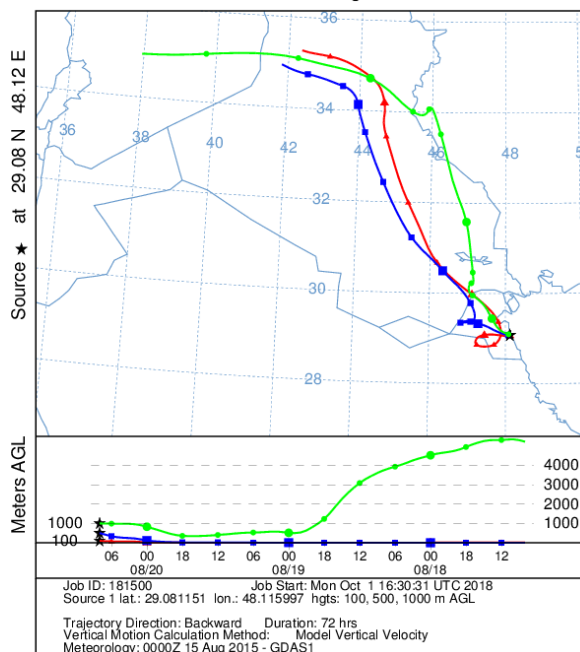 Source ★ at 29.08 N 48.12 E
36
34
36
38
40
42
44
46
48
34
32
30
28
Meters AGL
4000
3000
2000
1000
1000
100
06 00 18 12 06 00 18 12 06 00 18 12
08/20 08/19 08/18
Job ID: 181500 Job Start: Mon Oct 1 16:30:31 UTC 2018
Source 1 lat.: 29.081151 lon.: 48.115997 hgts: 100, 500, 1000 m AGL
Trajectory Direction: Backward Duration: 72 hrs
Vertical Motion Calculation Method: Model Vertical Velocity
Meteorology: 0000Z 15 Aug 2015 - GDAS1